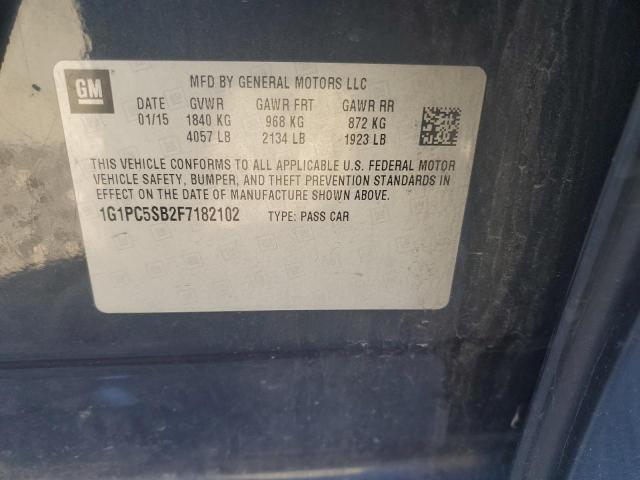 GM
MFD BY GENERAL MOTORS LLC
DATE GVWR GAWR FRT GAWR RR
01/15 1840 KG 968 KG 872 KG
4057 LB 2134 LB 1923 LB
THIS VEHICLE CONFORMS TO ALL APPLICABLE U.S. FEDERAL MOTOR
VEHICLE SAFETY, BUMPER, AND THEFT PREVENTION STANDARDS IN
EFFECT ON THE DATE OF MANUFACTURE SHOWN ABOVE.
1G1PC5SB2F7182102 TYPE: PASS CAR